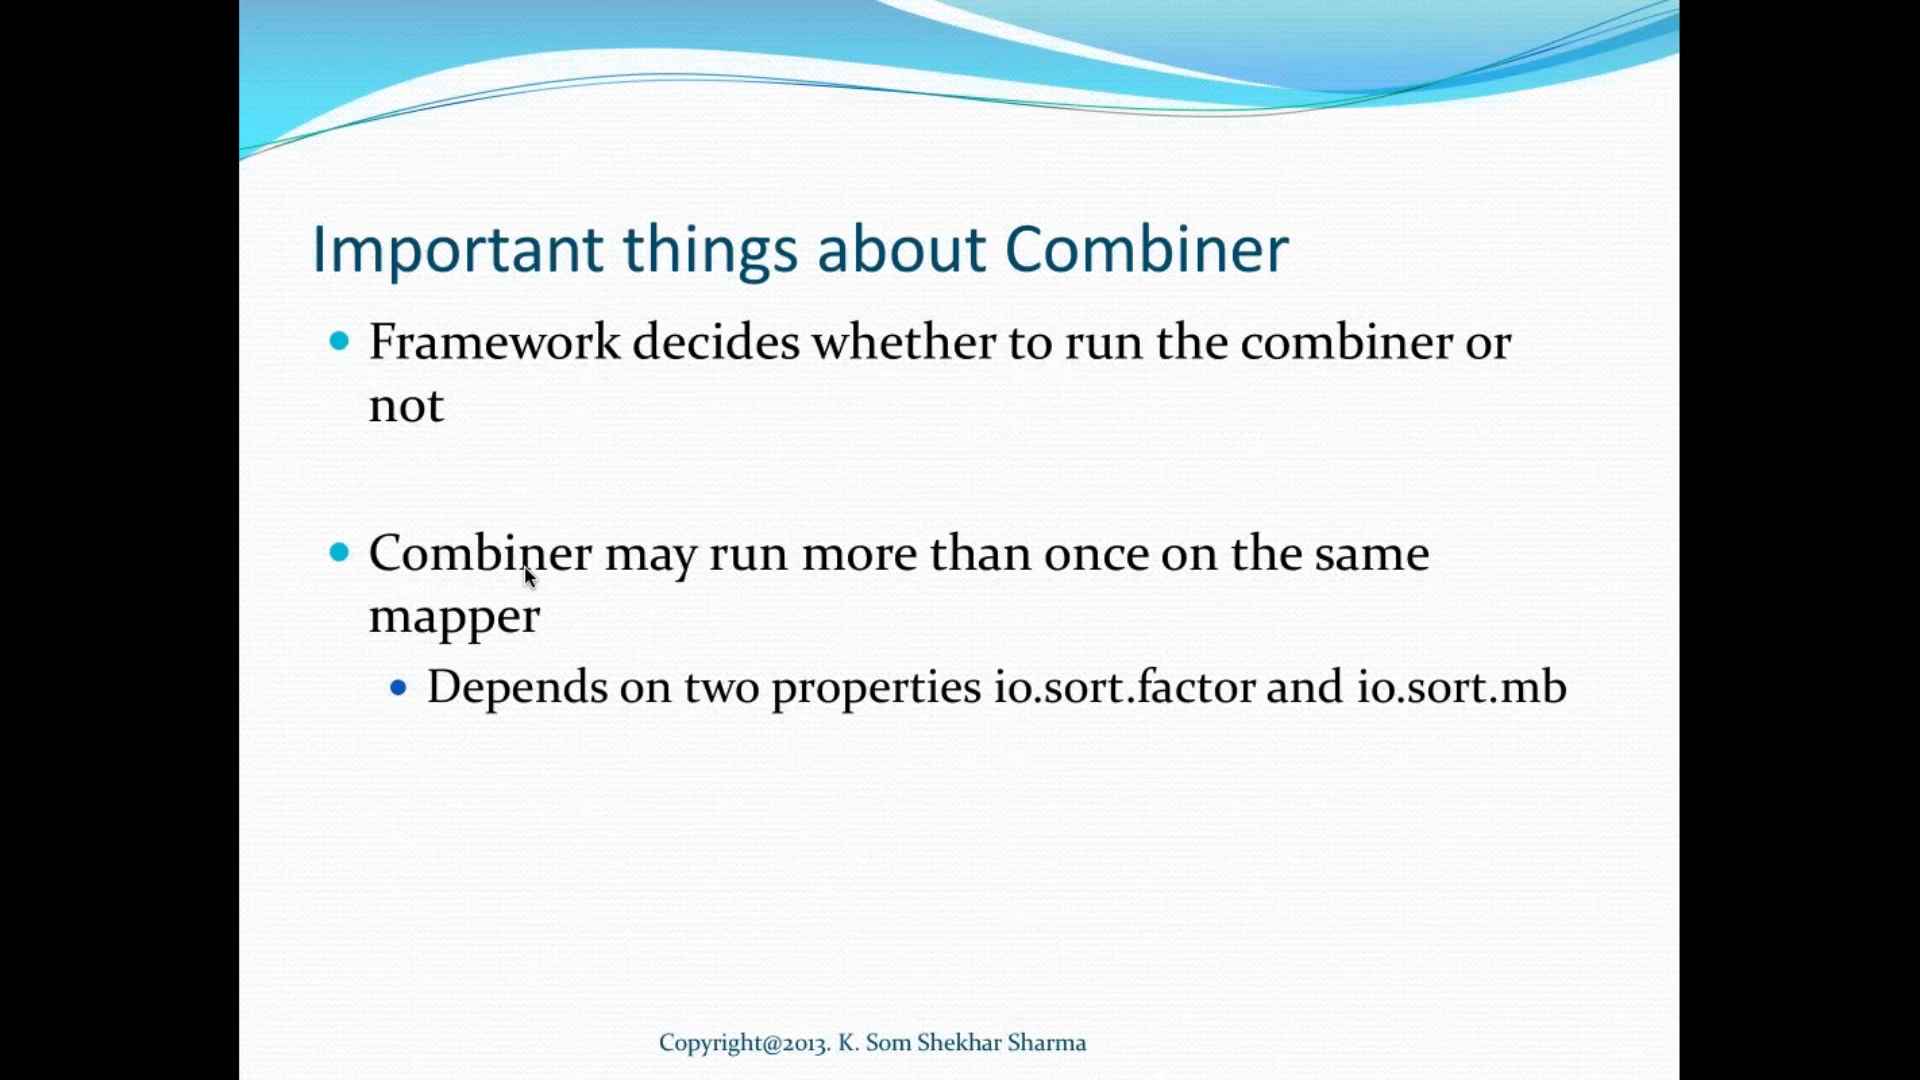 Important things about Combiner
Framework decides whether to run the combiner or
not
Combiner may run more than once on the same
mapper
Depends on two properties io.sort.factor and io.sort.mb
Copyright@2013. K. Som Shekhar Sharma